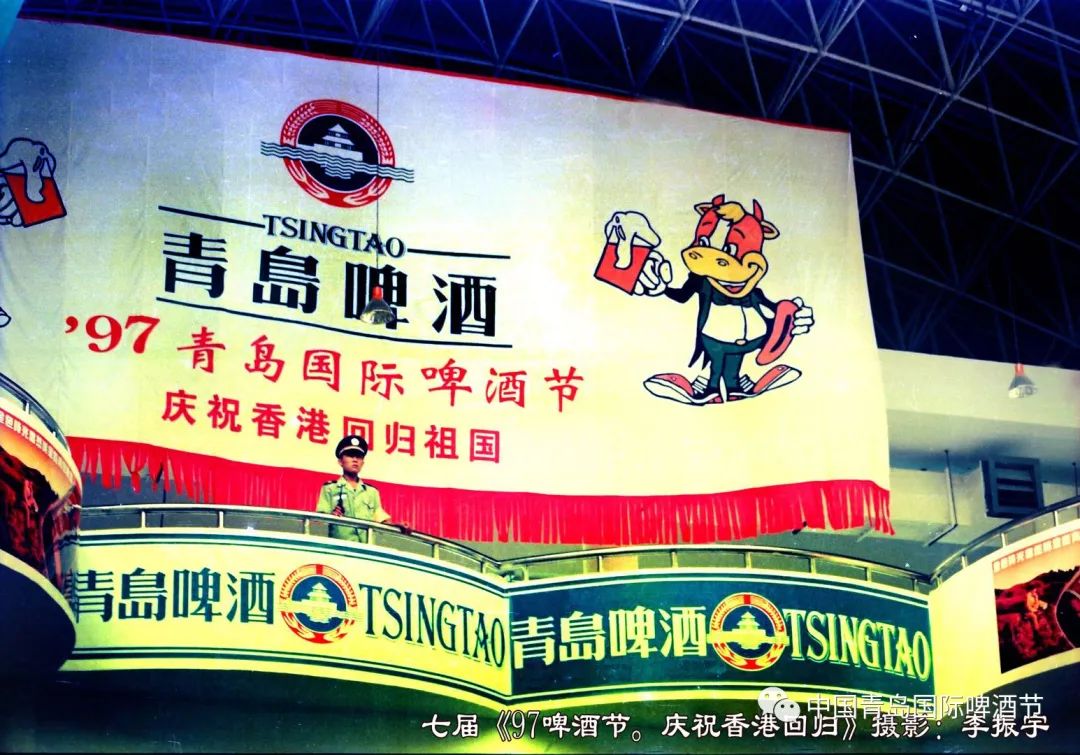 TSINGTAO
青島啤酒
’97青岛国际啤酒节
庆祝香港回归祖国
青島啤酒 TSINGTAO
青島啤酒 TSINGTAO
中国青岛国际啤酒节
七届《97啤酒节。庆祝香港回归》摄影：李振宇